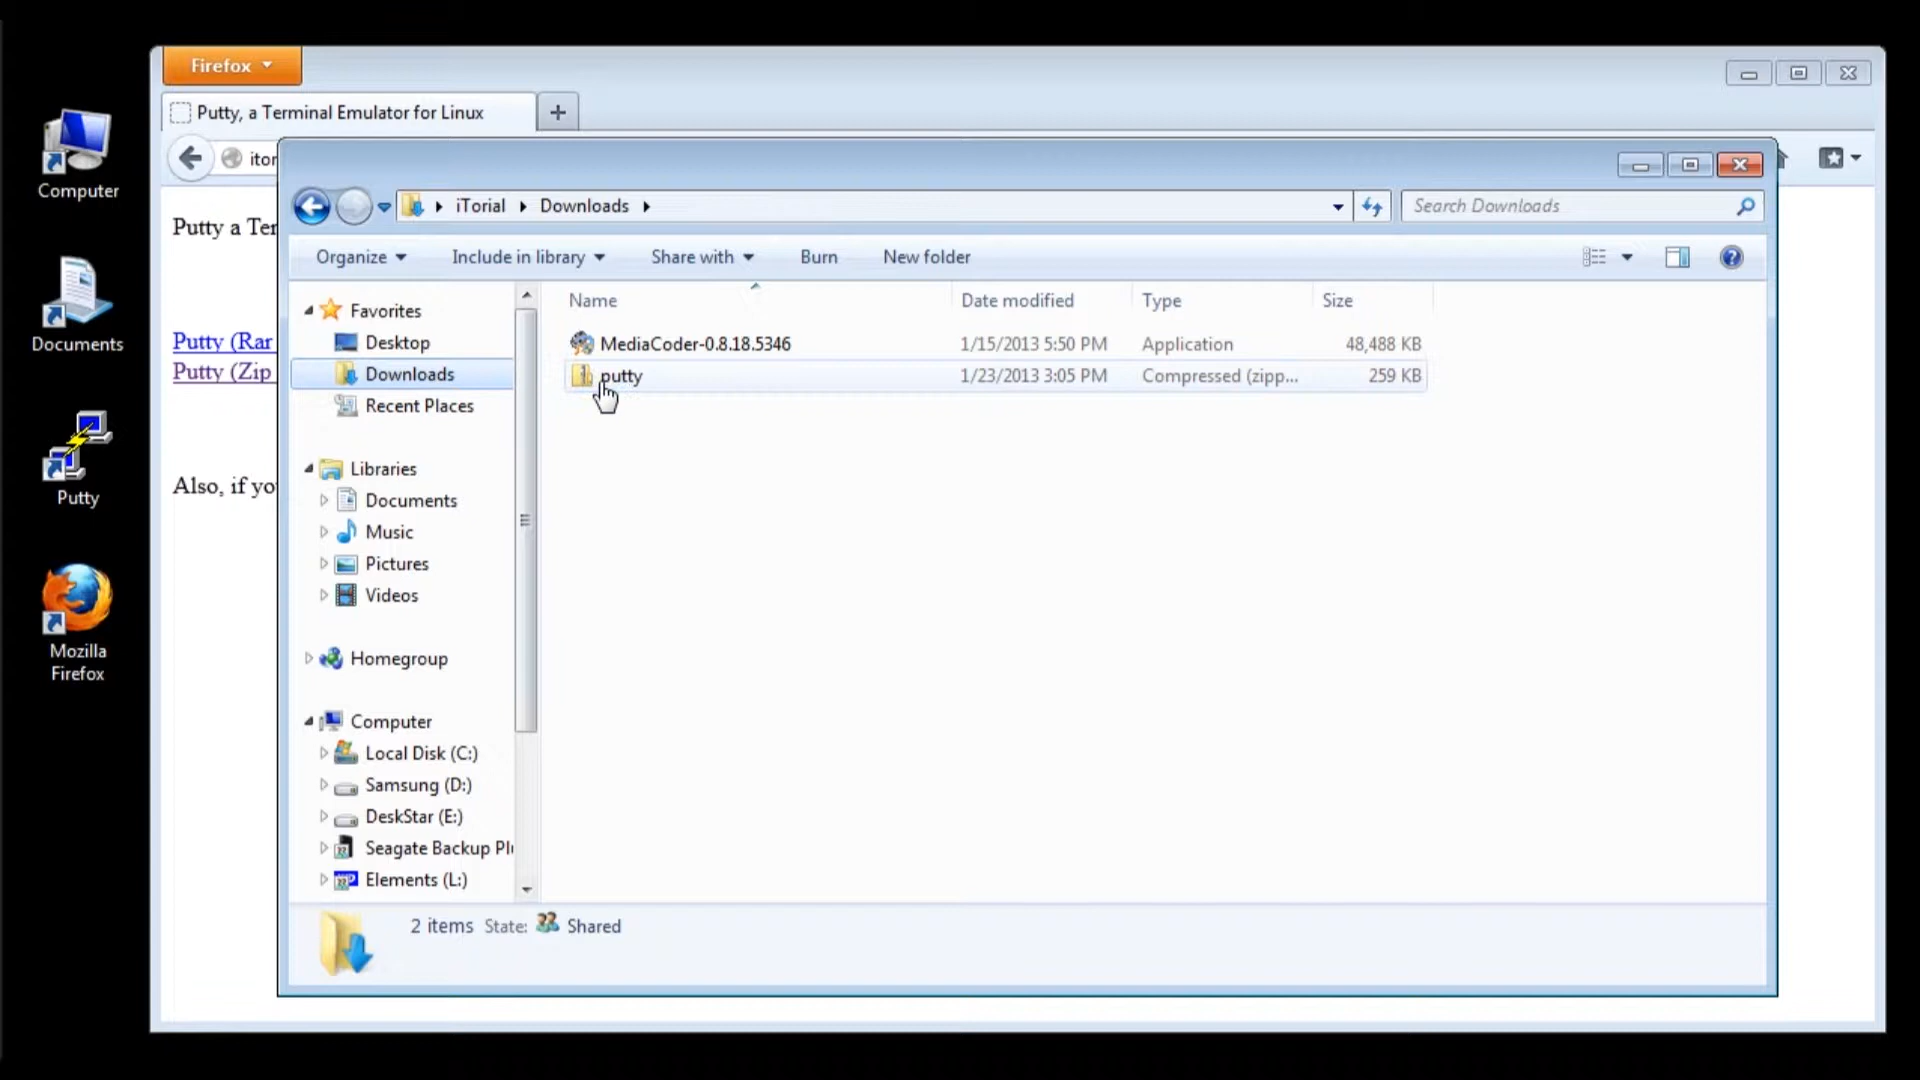 Firefox
Putty, a Terminal Emulator for Linux
itor
Putty a Ter
Putty (Rar
Putty (Zip
Also, if you
Computer
Documents
Putty
Mozilla
Firefox
iTorial
Downloads
Search Downloads
Organize
Include in library
Share with
Burn
New folder
Favorites
Desktop
Downloads
Recent Places
Libraries
Documents
Music
Pictures
Videos
Homegroup
Computer
Local Disk (C:)
Samsung (D:)
DeskStar (E:)
Seagate Backup Plu
Elements (L:)
Name Date modified Type Size
MediaCoder-0.8.18.5346 1/15/2013 5:50 PM Application 48,488 KB
putty 1/23/2013 3:05 PM Compressed (zipp... 259 KB
2 items State: Shared